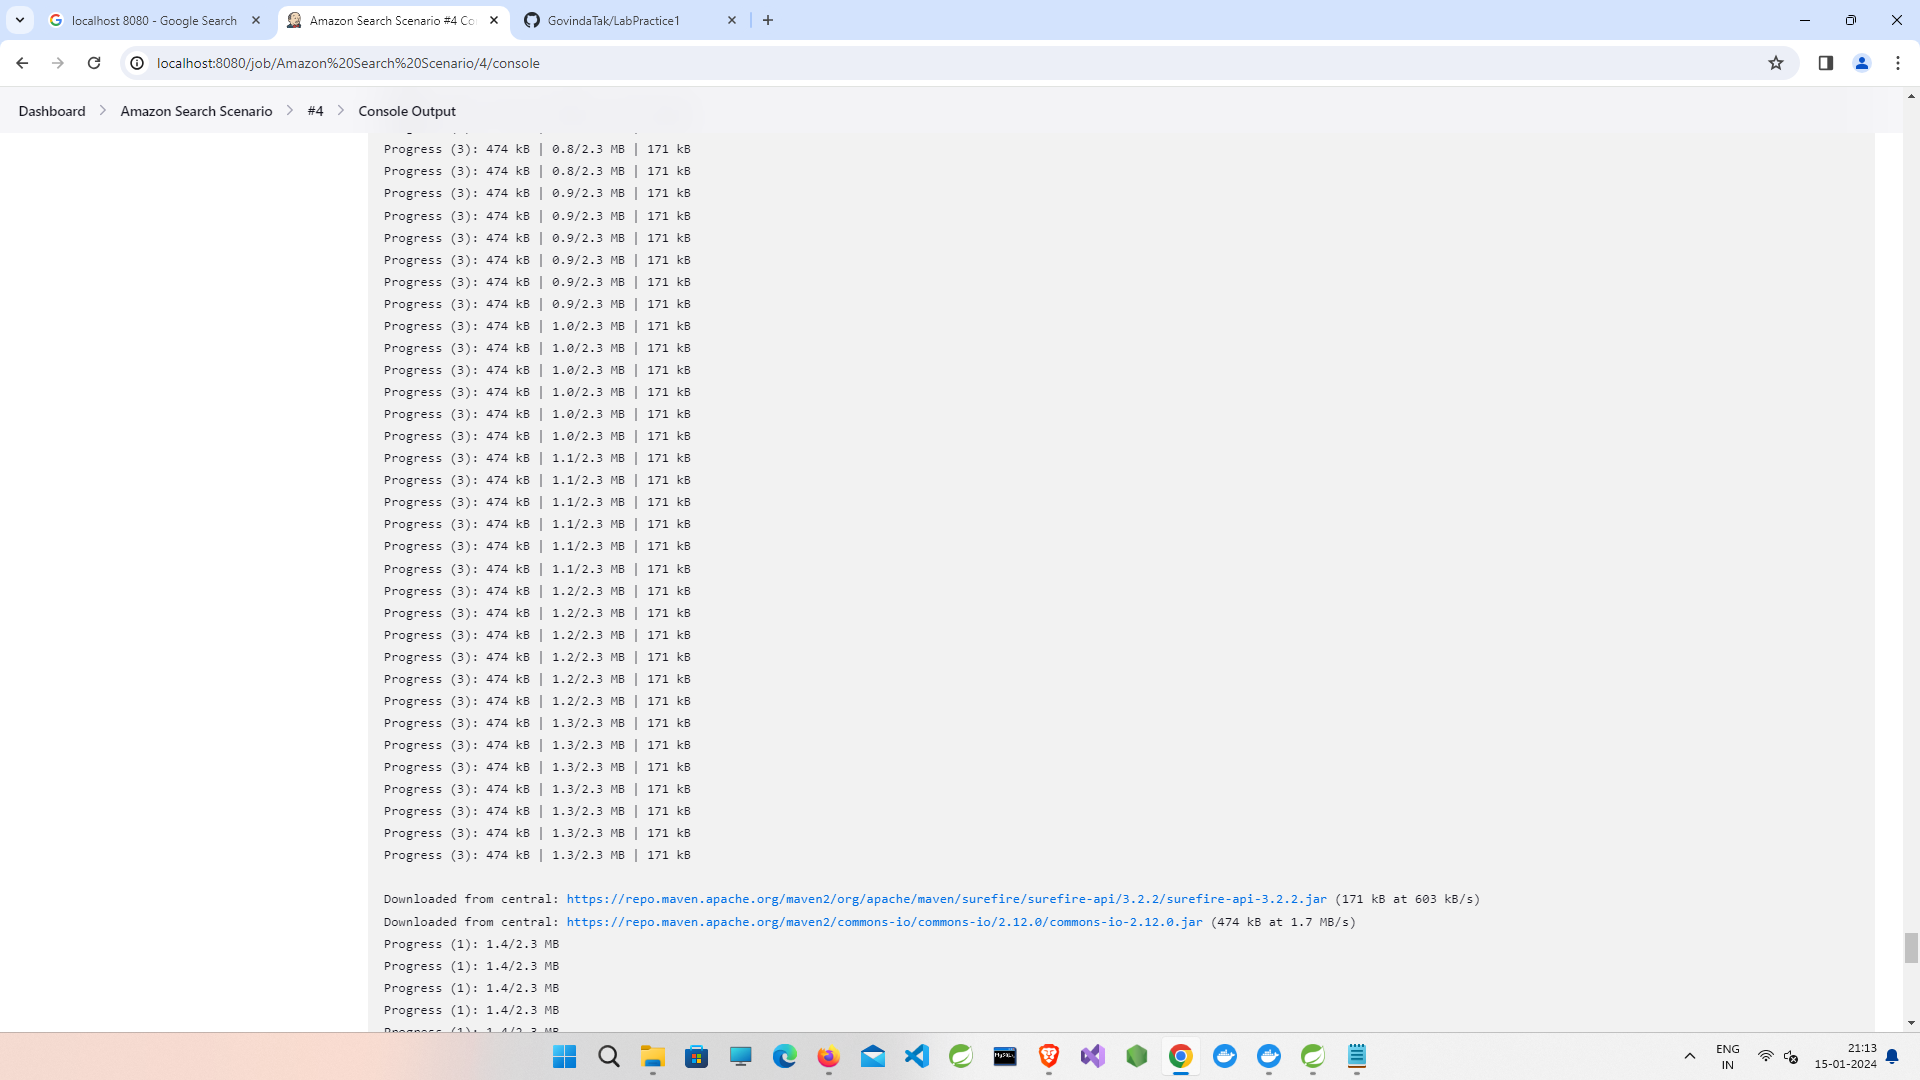 localhost 8080 - Google Search
Amazon Search Scenario #4 Co
GovindaTak/LabPractice1
localhost:8080/job/Amazon%20Search%20Scenario/4/console
Dashboard
Amazon Search Scenario
#4
Console Output
Progress (3): 474 kB | 0.8/2.3 MB | 171 kB
Progress (3): 474 kB | 0.8/2.3 MB | 171 kB
Progress (3): 474 kB | 0.9/2.3 MB | 171 kB
Progress (3): 474 kB | 0.9/2.3 MB | 171 kB
Progress (3): 474 kB | 0.9/2.3 MB | 171 kB
Progress (3): 474 kB | 0.9/2.3 MB | 171 kB
Progress (3): 474 kB | 0.9/2.3 MB | 171 kB
Progress (3): 474 kB | 0.9/2.3 MB | 171 kB
Progress (3): 474 kB | 1.0/2.3 MB | 171 kB
Progress (3): 474 kB | 1.0/2.3 MB | 171 kB
Progress (3): 474 kB | 1.0/2.3 MB | 171 kB
Progress (3): 474 kB | 1.0/2.3 MB | 171 kB
Progress (3): 474 kB | 1.0/2.3 MB | 171 kB
Progress (3): 474 kB | 1.0/2.3 MB | 171 kB
Progress (3): 474 kB | 1.1/2.3 MB | 171 kB
Progress (3): 474 kB | 1.1/2.3 MB | 171 kB
Progress (3): 474 kB | 1.1/2.3 MB | 171 kB
Progress (3): 474 kB | 1.1/2.3 MB | 171 kB
Progress (3): 474 kB | 1.1/2.3 MB | 171 kB
Progress (3): 474 kB | 1.1/2.3 MB | 171 kB
Progress (3): 474 kB | 1.2/2.3 MB | 171 kB
Progress (3): 474 kB | 1.2/2.3 MB | 171 kB
Progress (3): 474 kB | 1.2/2.3 MB | 171 kB
Progress (3): 474 kB | 1.2/2.3 MB | 171 kB
Progress (3): 474 kB | 1.2/2.3 MB | 171 kB
Progress (3): 474 kB | 1.2/2.3 MB | 171 kB
Progress (3): 474 kB | 1.3/2.3 MB | 171 kB
Progress (3): 474 kB | 1.3/2.3 MB | 171 kB
Progress (3): 474 kB | 1.3/2.3 MB | 171 kB
Progress (3): 474 kB | 1.3/2.3 MB | 171 kB
Progress (3): 474 kB | 1.3/2.3 MB | 171 kB
Progress (3): 474 kB | 1.3/2.3 MB | 171 kB
Progress (3): 474 kB | 1.3/2.3 MB | 171 kB
Downloaded from central: https://repo.maven.apache.org/maven2/org/apache/maven/surefire/surefire-api/3.2.2/surefire-api-3.2.2.jar (171 kB at 603 kB/s)
Downloaded from central: https://repo.maven.apache.org/maven2/commons-io/commons-io/2.12.0/commons-io-2.12.0.jar (474 kB at 1.7 MB/s)
Progress (1): 1.4/2.3 MB
Progress (1): 1.4/2.3 MB
Progress (1): 1.4/2.3 MB
Progress (1): 1.4/2.3 MB
Progress (1): 1.4/2.3 MB
MySQL
ENG
IN
21:13
15-01-2024